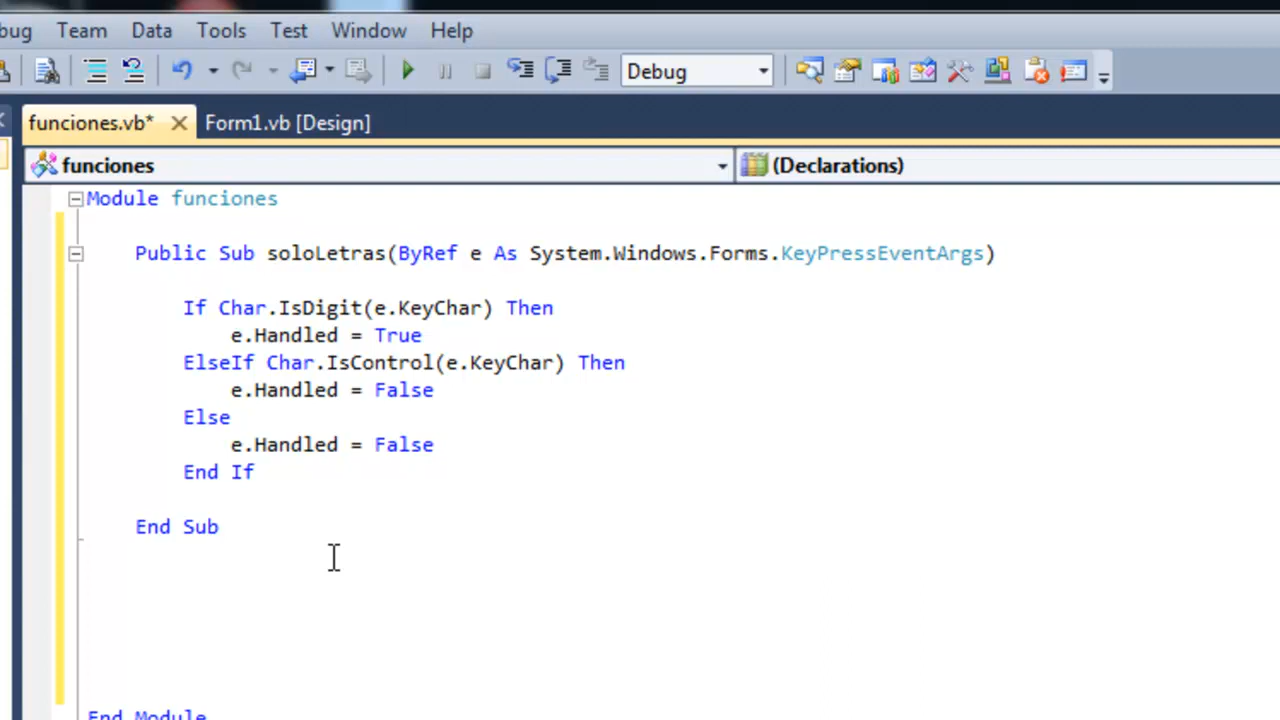 Team Data Tools Test Window Help
Debug
funciones.vb* Form1.vb [Design]
funciones (Declarations)
Module funciones
Public Sub soloLetras(ByRef e As System.Windows.Forms.KeyPressEventArgs)
If Char.IsDigit(e.KeyChar) Then
e.Handled = True
ElseIf Char.IsControl(e.KeyChar) Then
e.Handled = False
Else
e.Handled = False
End If
End Sub
End Module